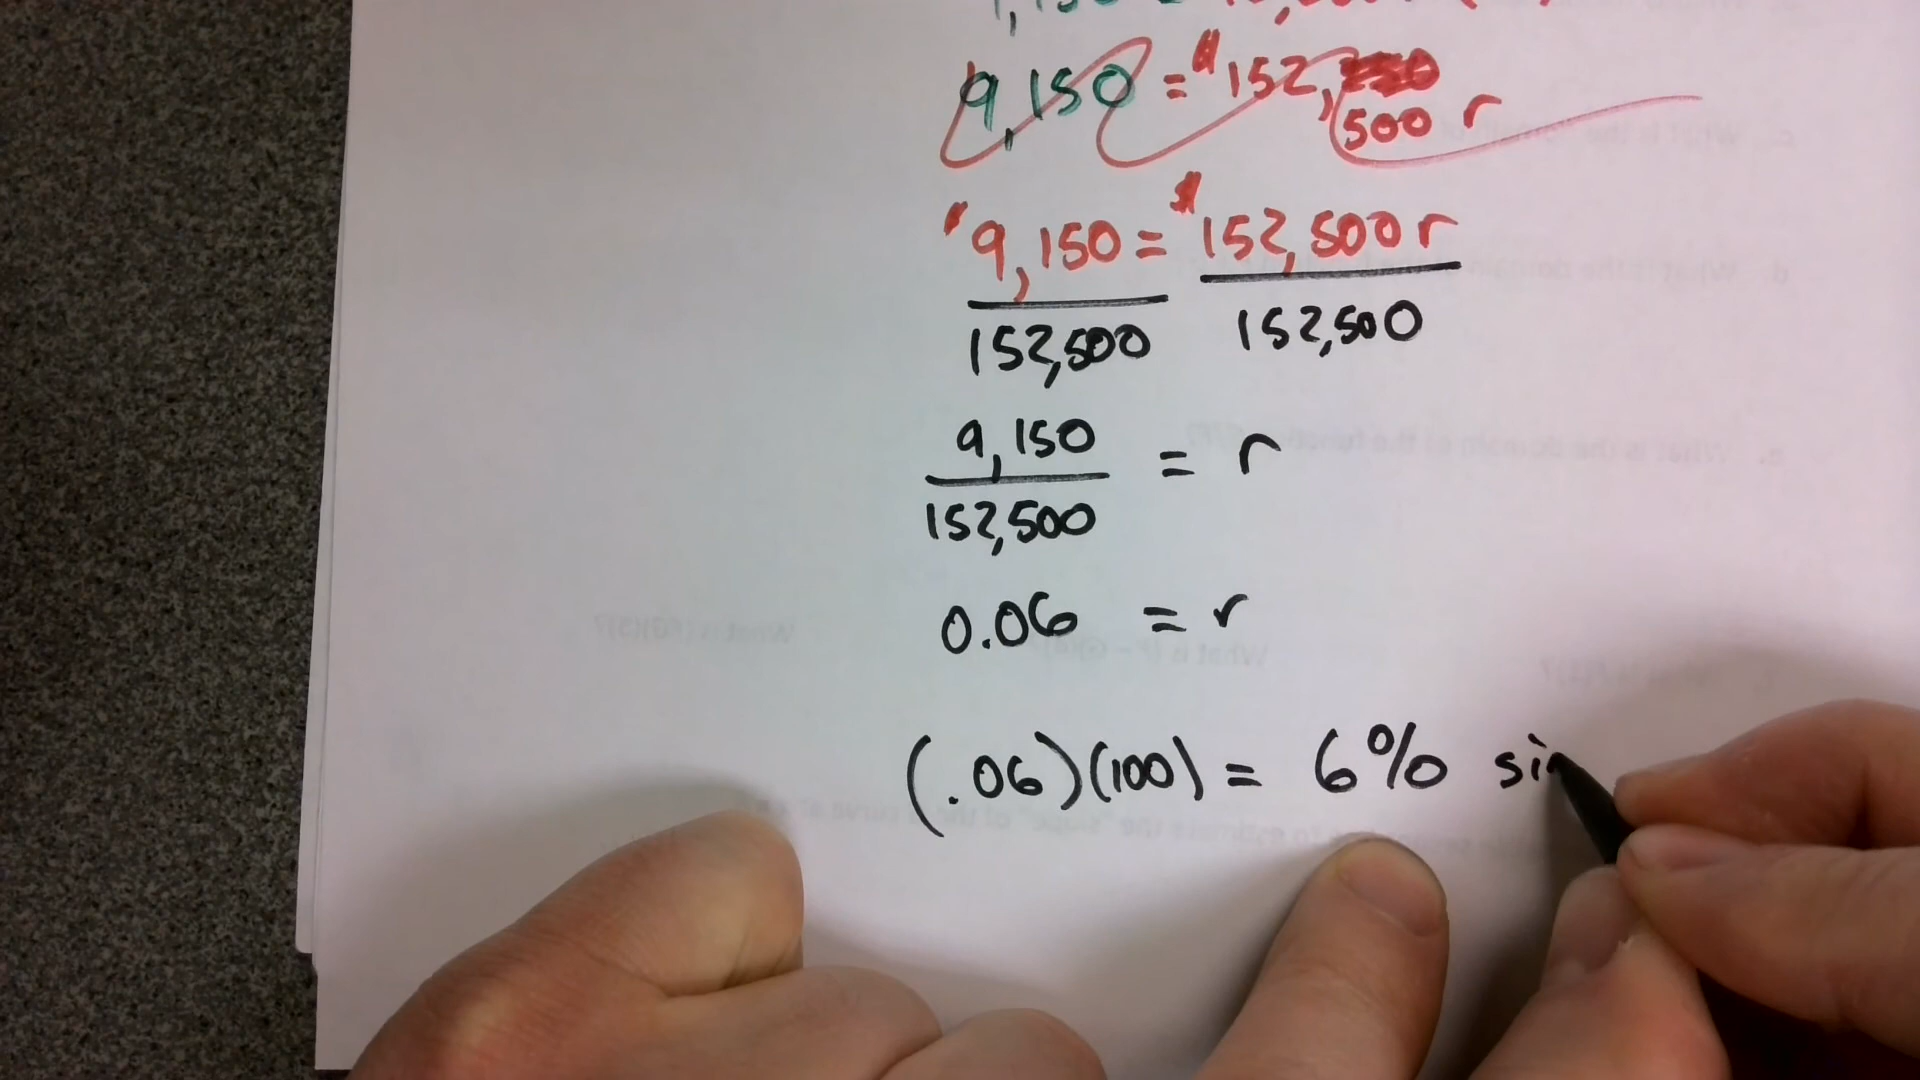 9,150 = $152,
500 r
$9,150 = $152,500 r
152,500 152,500
9,150 = r
152,500
0.06 = r
(.06)(100) = 6% si